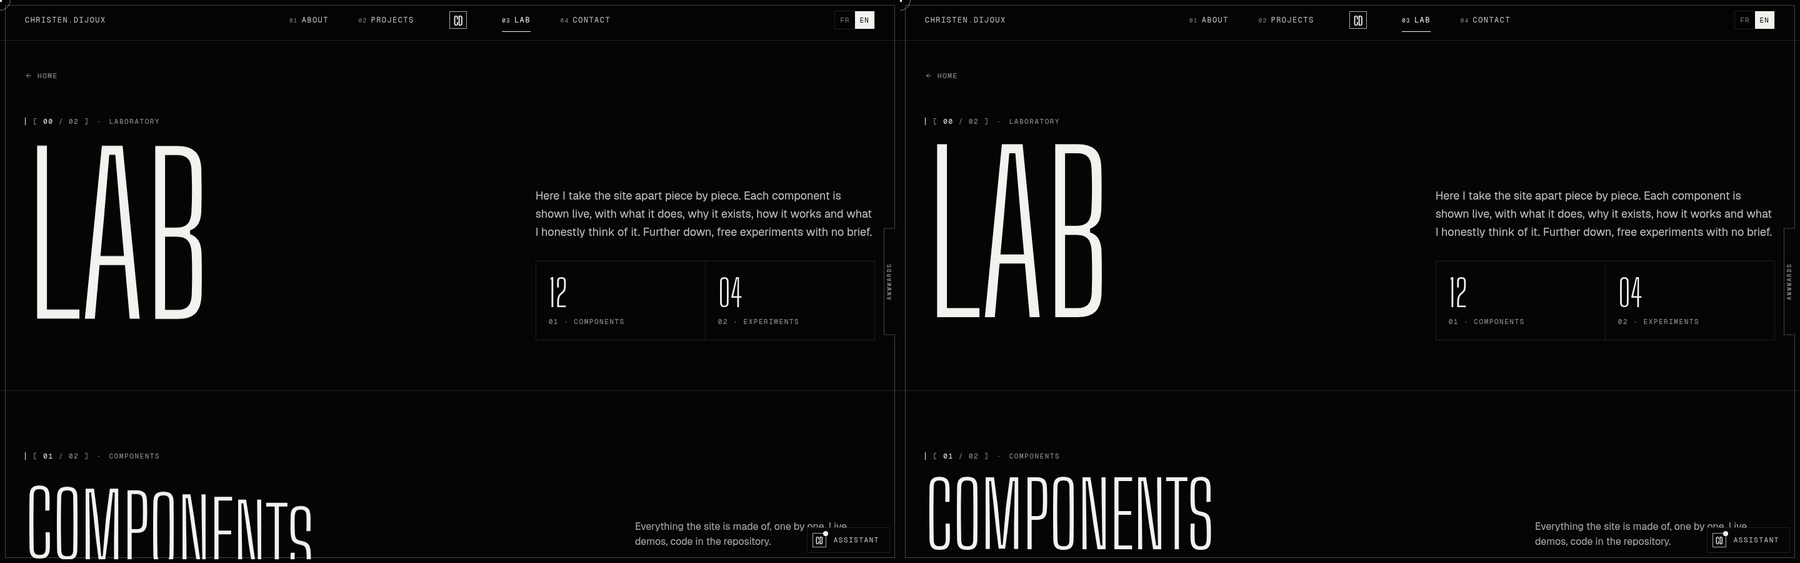 CHRISTEN.DIJOUX
01 ABOUT
02 PROJECTS
CD
03 LAB
04 CONTACT
FR EN
← HOME
[ 00 / 02 ] · LABORATORY
LAB
Here I take the site apart piece by piece. Each component is
shown live, with what it does, why it exists, how it works and what
I honestly think of it. Further down, free experiments with no brief.
12
01 · COMPONENTS
04
02 · EXPERIMENTS
AWWWARDS
[ 01 / 02 ] · COMPONENTS
COMPONENTS
Everything the site is made of, one by one. Live
demos, code in the repository.
CD ASSISTANT
CHRISTEN.DIJOUX
01 ABOUT
02 PROJECTS
CD
03 LAB
04 CONTACT
FR EN
← HOME
[ 00 / 02 ] · LABORATORY
LAB
Here I take the site apart piece by piece. Each component is
shown live, with what it does, why it exists, how it works and what
I honestly think of it. Further down, free experiments with no brief.
12
01 · COMPONENTS
04
02 · EXPERIMENTS
AWWWARDS
[ 01 / 02 ] · COMPONENTS
COMPONENTS
Everything the site is made of, one by one. Live
demos, code in the repository.
CD ASSISTANT